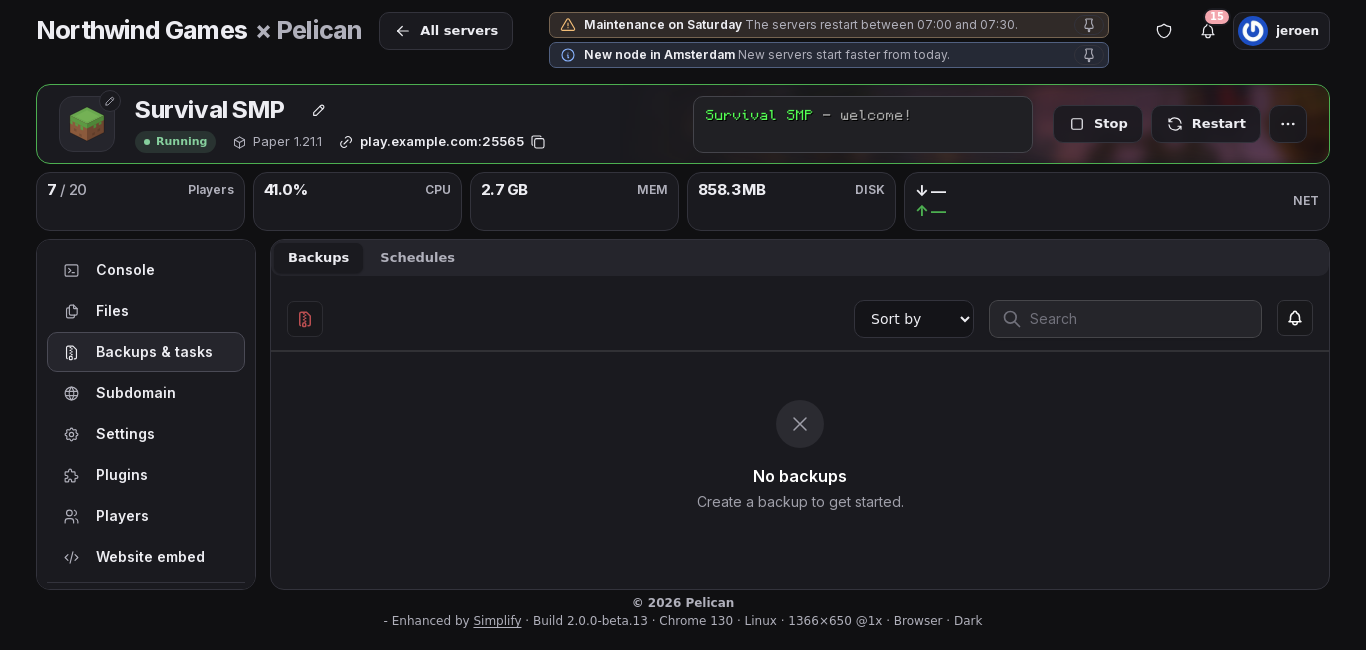 Northwind Games × Pelican
All servers
Maintenance on Saturday The servers restart between 07:00 and 07:30.
New node in Amsterdam New servers start faster from today.
15
jeroen
Survival SMP
Running
Paper 1.21.1
play.example.com:25565
Survival SMP - welcome!
Stop
Restart
7 / 20
Players
41.0%
CPU
2.7 GB
MEM
858.3 MB
DISK
↓ —
↑ —
NET
Console
Files
Backups & tasks
Subdomain
Settings
Plugins
Players
Website embed
Backups
Schedules
Sort by
Search
No backups
Create a backup to get started.
© 2026 Pelican
- Enhanced by Simplify · Build 2.0.0-beta.13 · Chrome 130 · Linux · 1366×650 @1x · Browser · Dark